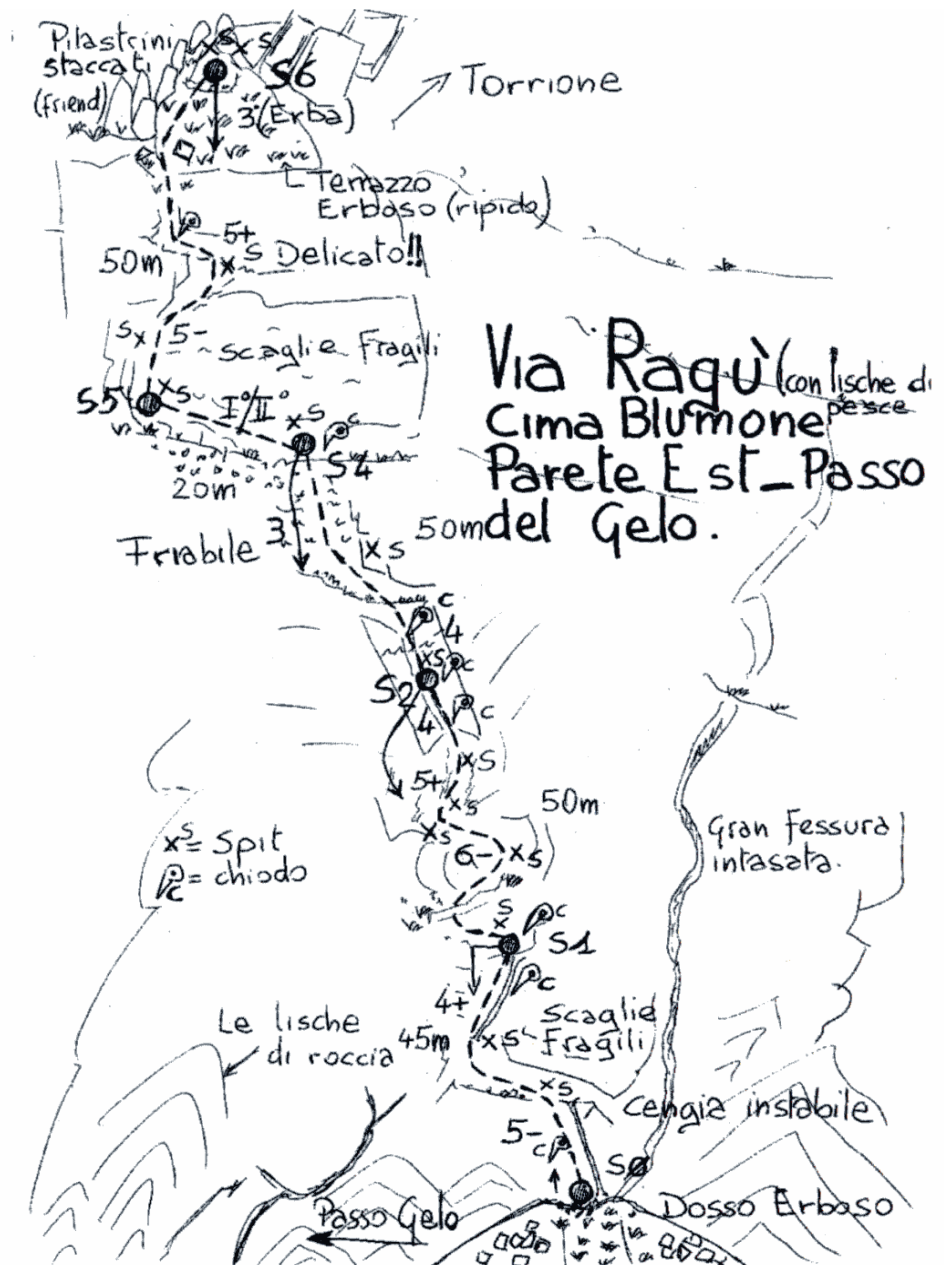 Pilastrini
staccati
(friend)
S S
S6
3°(Erba)
Torrione
Terrazzo
Erboso (ripido)
5+
S Delicato!!
50m
S 5-
Scaglie Fragili
S5
S
I°/II°
S
C
S4
20m
Via Ragù (con lische di
pesce
Cima Blumone
Parete Est_Passo
del Gelo.
50m
3
Friabile
S
C
4
S
C
S2
C
4
S
5+
S
S
50m
6-
S
S = Spit
C = chiodo
Gran Fessura
intasata.
S
C
S1
C
4+
45m
S
Scaglie
Fragili
Le lische
di roccia
S
Cengia instabile
5-
C
S0
Dosso Erboso
Passo Gelo